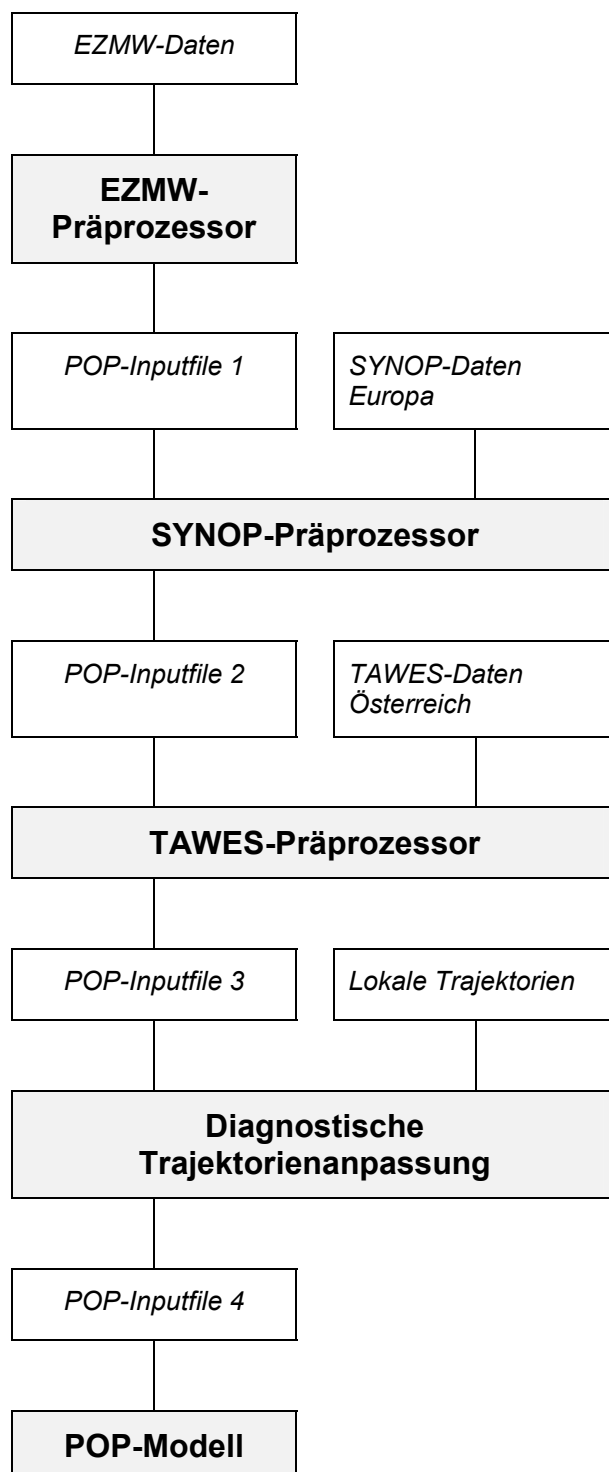 EZMW-Daten
EZMW-
Präprozessor
POP-Inputfile 1
SYNOP-Daten
Europa
SYNOP-Präprozessor
POP-Inputfile 2
TAWES-Daten
Österreich
TAWES-Präprozessor
POP-Inputfile 3
Lokale Trajektorien
Diagnostische
Trajektorienanpassung
POP-Inputfile 4
POP-Modell